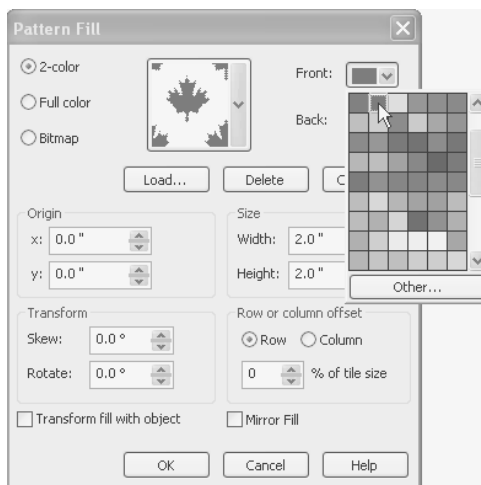 Pattern Fill
2-color
Full color
Bitmap
Front:
Back:
Load...
Delete
C
Origin
x: 0.0 "
y: 0.0 "
Size
Width: 2.0 "
Height: 2.0 "
Other...
Transform
Skew: 0.0 °
Rotate: 0.0 °
Row or column offset
Row
Column
0 % of tile size
Transform fill with object
Mirror Fill
OK
Cancel
Help